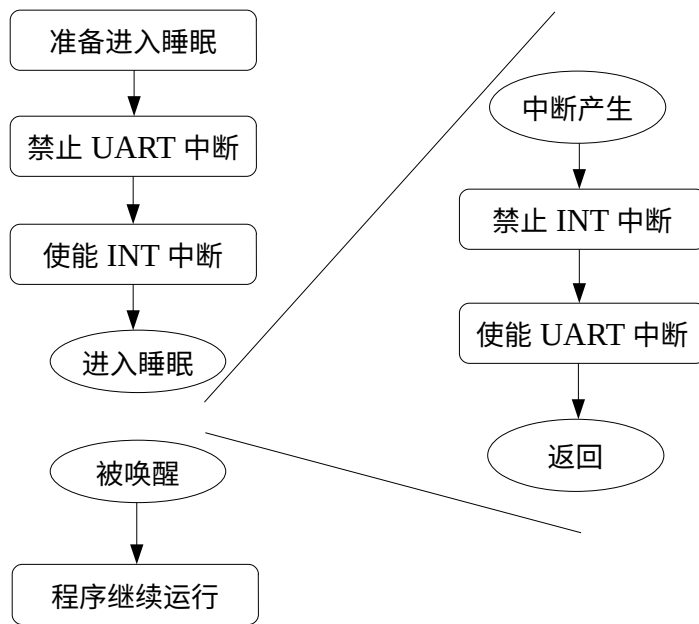 准备进入睡眠
禁止 UART 中断
使能 INT 中断
进入睡眠
被唤醒
程序继续运行
中断产生
禁止 INT 中断
使能 UART 中断
返回